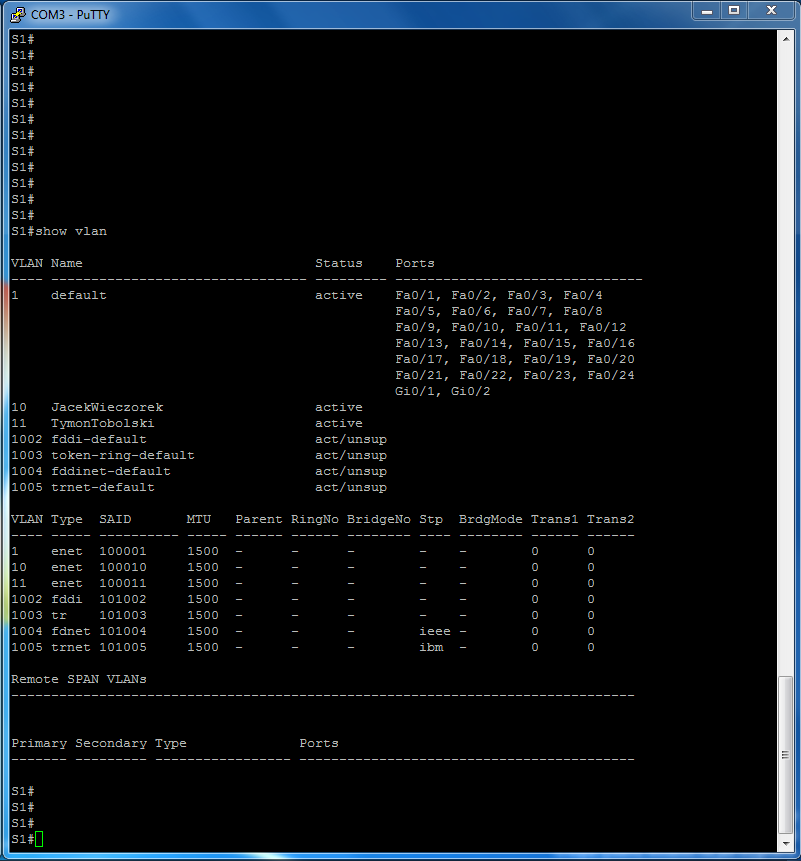 COM3 - PuTTY
S1#
S1#
S1#
S1#
S1#
S1#
S1#
S1#
S1#
S1#
S1#
S1#
S1#show vlan
VLAN Name                             Status    Ports
---- -------------------------------- --------- -------------------------------
1    default                          active    Fa0/1, Fa0/2, Fa0/3, Fa0/4
                                                Fa0/5, Fa0/6, Fa0/7, Fa0/8
                                                Fa0/9, Fa0/10, Fa0/11, Fa0/12
                                                Fa0/13, Fa0/14, Fa0/15, Fa0/16
                                                Fa0/17, Fa0/18, Fa0/19, Fa0/20
                                                Fa0/21, Fa0/22, Fa0/23, Fa0/24
                                                Gi0/1, Gi0/2
10   JacekWieczorek                   active
11   TymonTobolski                    active
1002 fddi-default                     act/unsup
1003 token-ring-default               act/unsup
1004 fddinet-default                  act/unsup
1005 trnet-default                    act/unsup
VLAN Type  SAID       MTU   Parent RingNo BridgeNo Stp  BrdgMode Trans1 Trans2
---- ----- ---------- ----- ------ ------ -------- ---- -------- ------ ------
1    enet  100001     1500  -      -      -        -    -        0      0
10   enet  100010     1500  -      -      -        -    -        0      0
11   enet  100011     1500  -      -      -        -    -        0      0
1002 fddi  101002     1500  -      -      -        -    -        0      0
1003 tr    101003     1500  -      -      -        -    -        0      0
1004 fdnet 101004     1500  -      -      -        ieee -        0      0
1005 trnet 101005     1500  -      -      -        ibm  -        0      0
Remote SPAN VLANs
------------------------------------------------------------------------------
Primary Secondary Type              Ports
------- --------- ----------------- ------------------------------------------
S1#
S1#
S1#
S1#